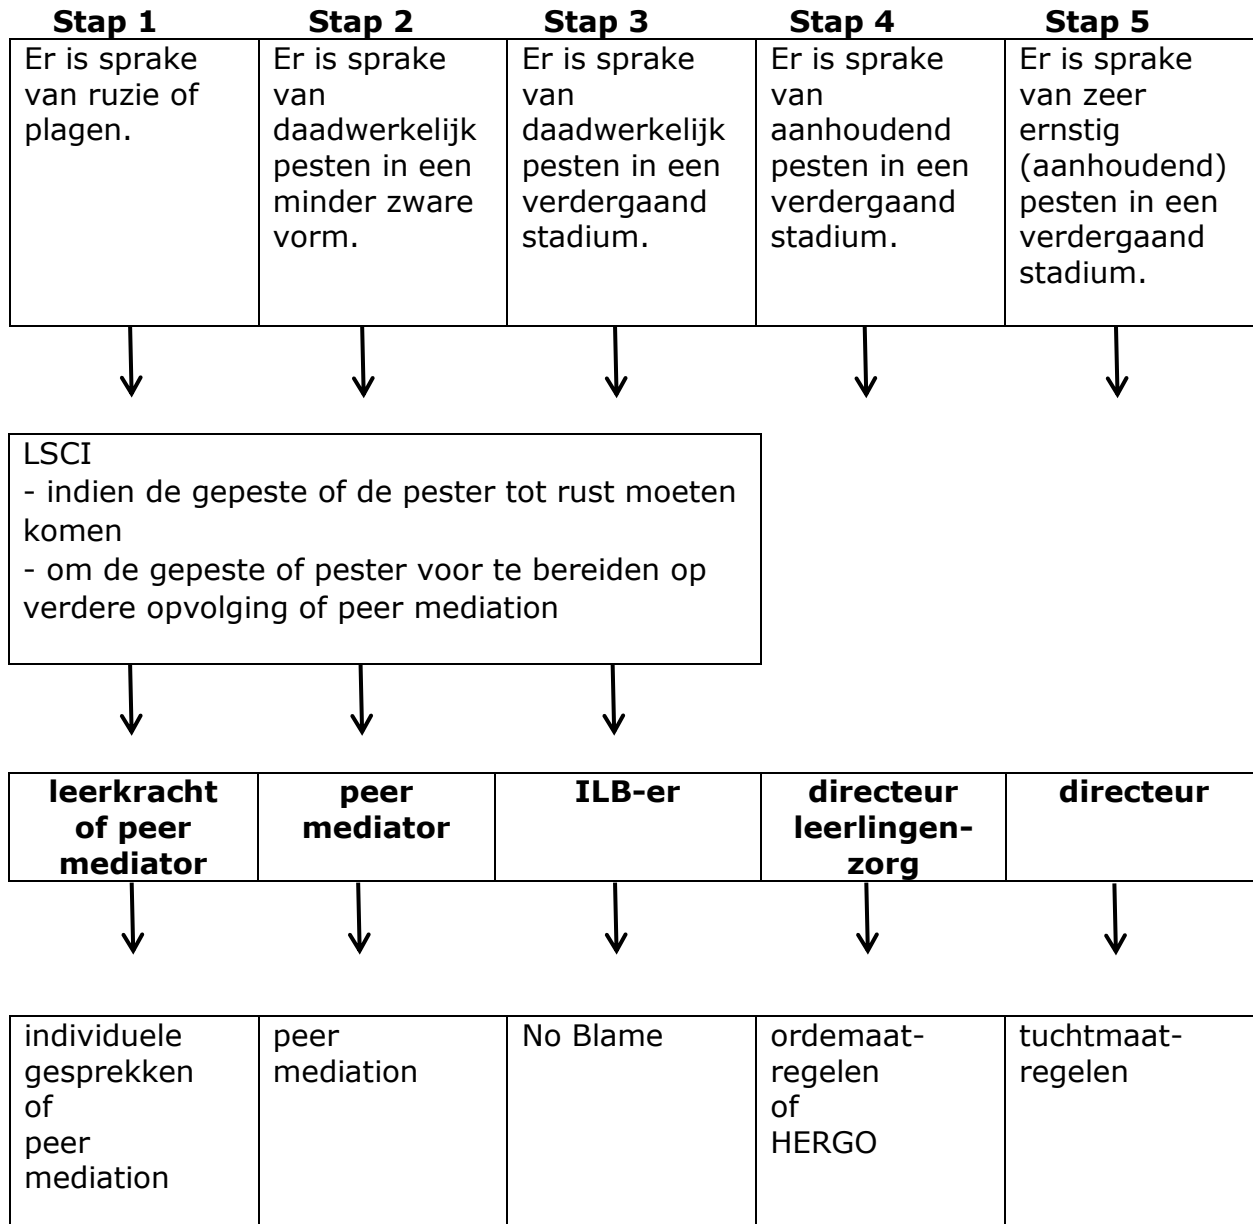 Stap 1 Stap 2 Stap 3 Stap 4 Stap 5
Er is sprake
van ruzie of
plagen.
Er is sprake
van
daadwerkelijk
pesten in een
minder zware
vorm.
Er is sprake
van
daadwerkelijk
pesten in een
verdergaand
stadium.
Er is sprake
van
aanhoudend
pesten in een
verdergaand
stadium.
Er is sprake
van zeer
ernstig
(aanhoudend)
pesten in een
verdergaand
stadium.
LSCI
- indien de gepeste of de pester tot rust moeten
komen
- om de gepeste of pester voor te bereiden op
verdere opvolging of peer mediation
leerkracht
of peer
mediator
peer
mediator
ILB-er
directeur
leerlingen-
zorg
directeur
individuele
gesprekken
of
peer
mediation
peer
mediation
No Blame
ordemaat-
regelen
of
HERGO
tuchtmaat-
regelen